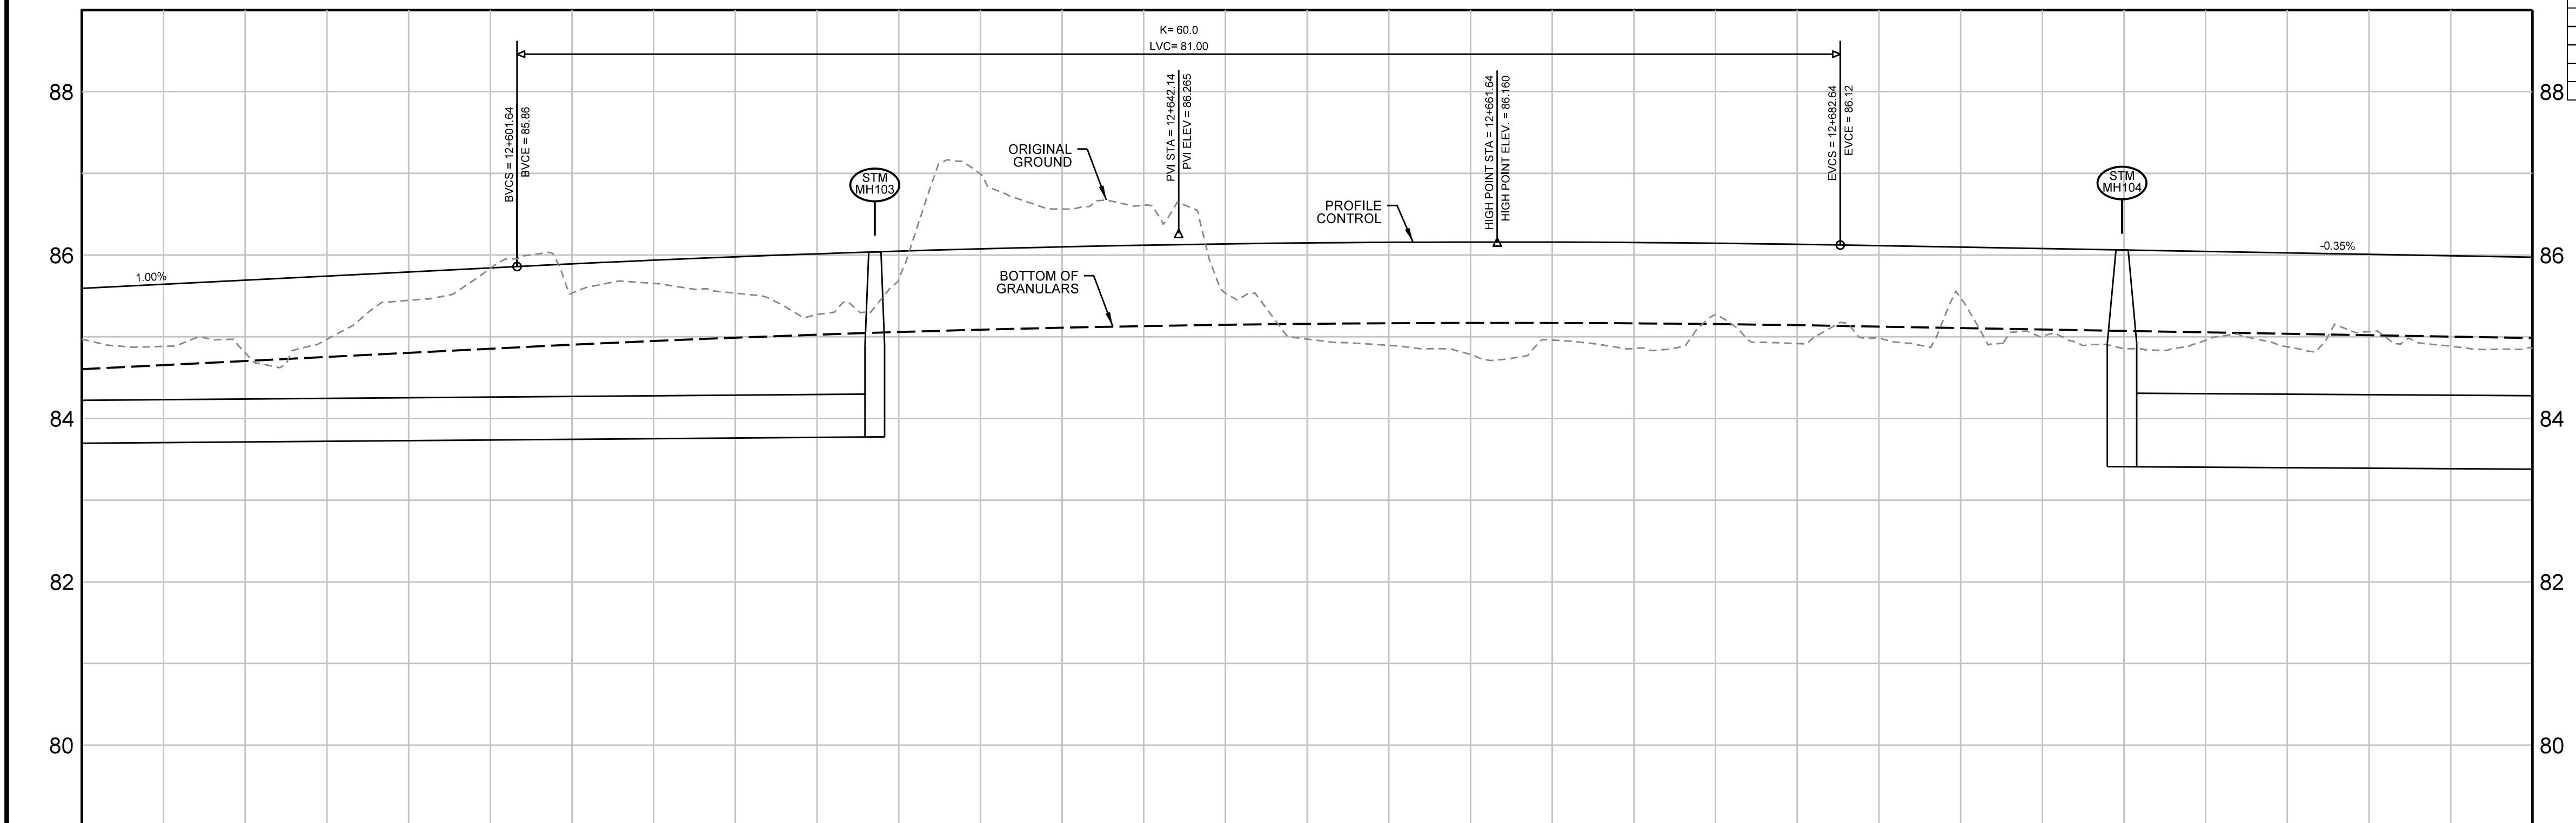 K= 60.0
LVC= 81.00
88
88
BVCS = 12+601.64
BVCE = 85.86
PVI STA = 12+642.14
PVI ELEV = 86.265
HIGH POINT STA = 12+661.64
HIGH POINT ELEV. = 86.160
EVCS = 12+682.64
EVCE = 86.12
ORIGINAL
GROUND
STM
MH103
STM
MH104
PROFILE
CONTROL
86
86
1.00%
-0.35%
BOTTOM OF
GRANULARS
84
84
82
82
80
80